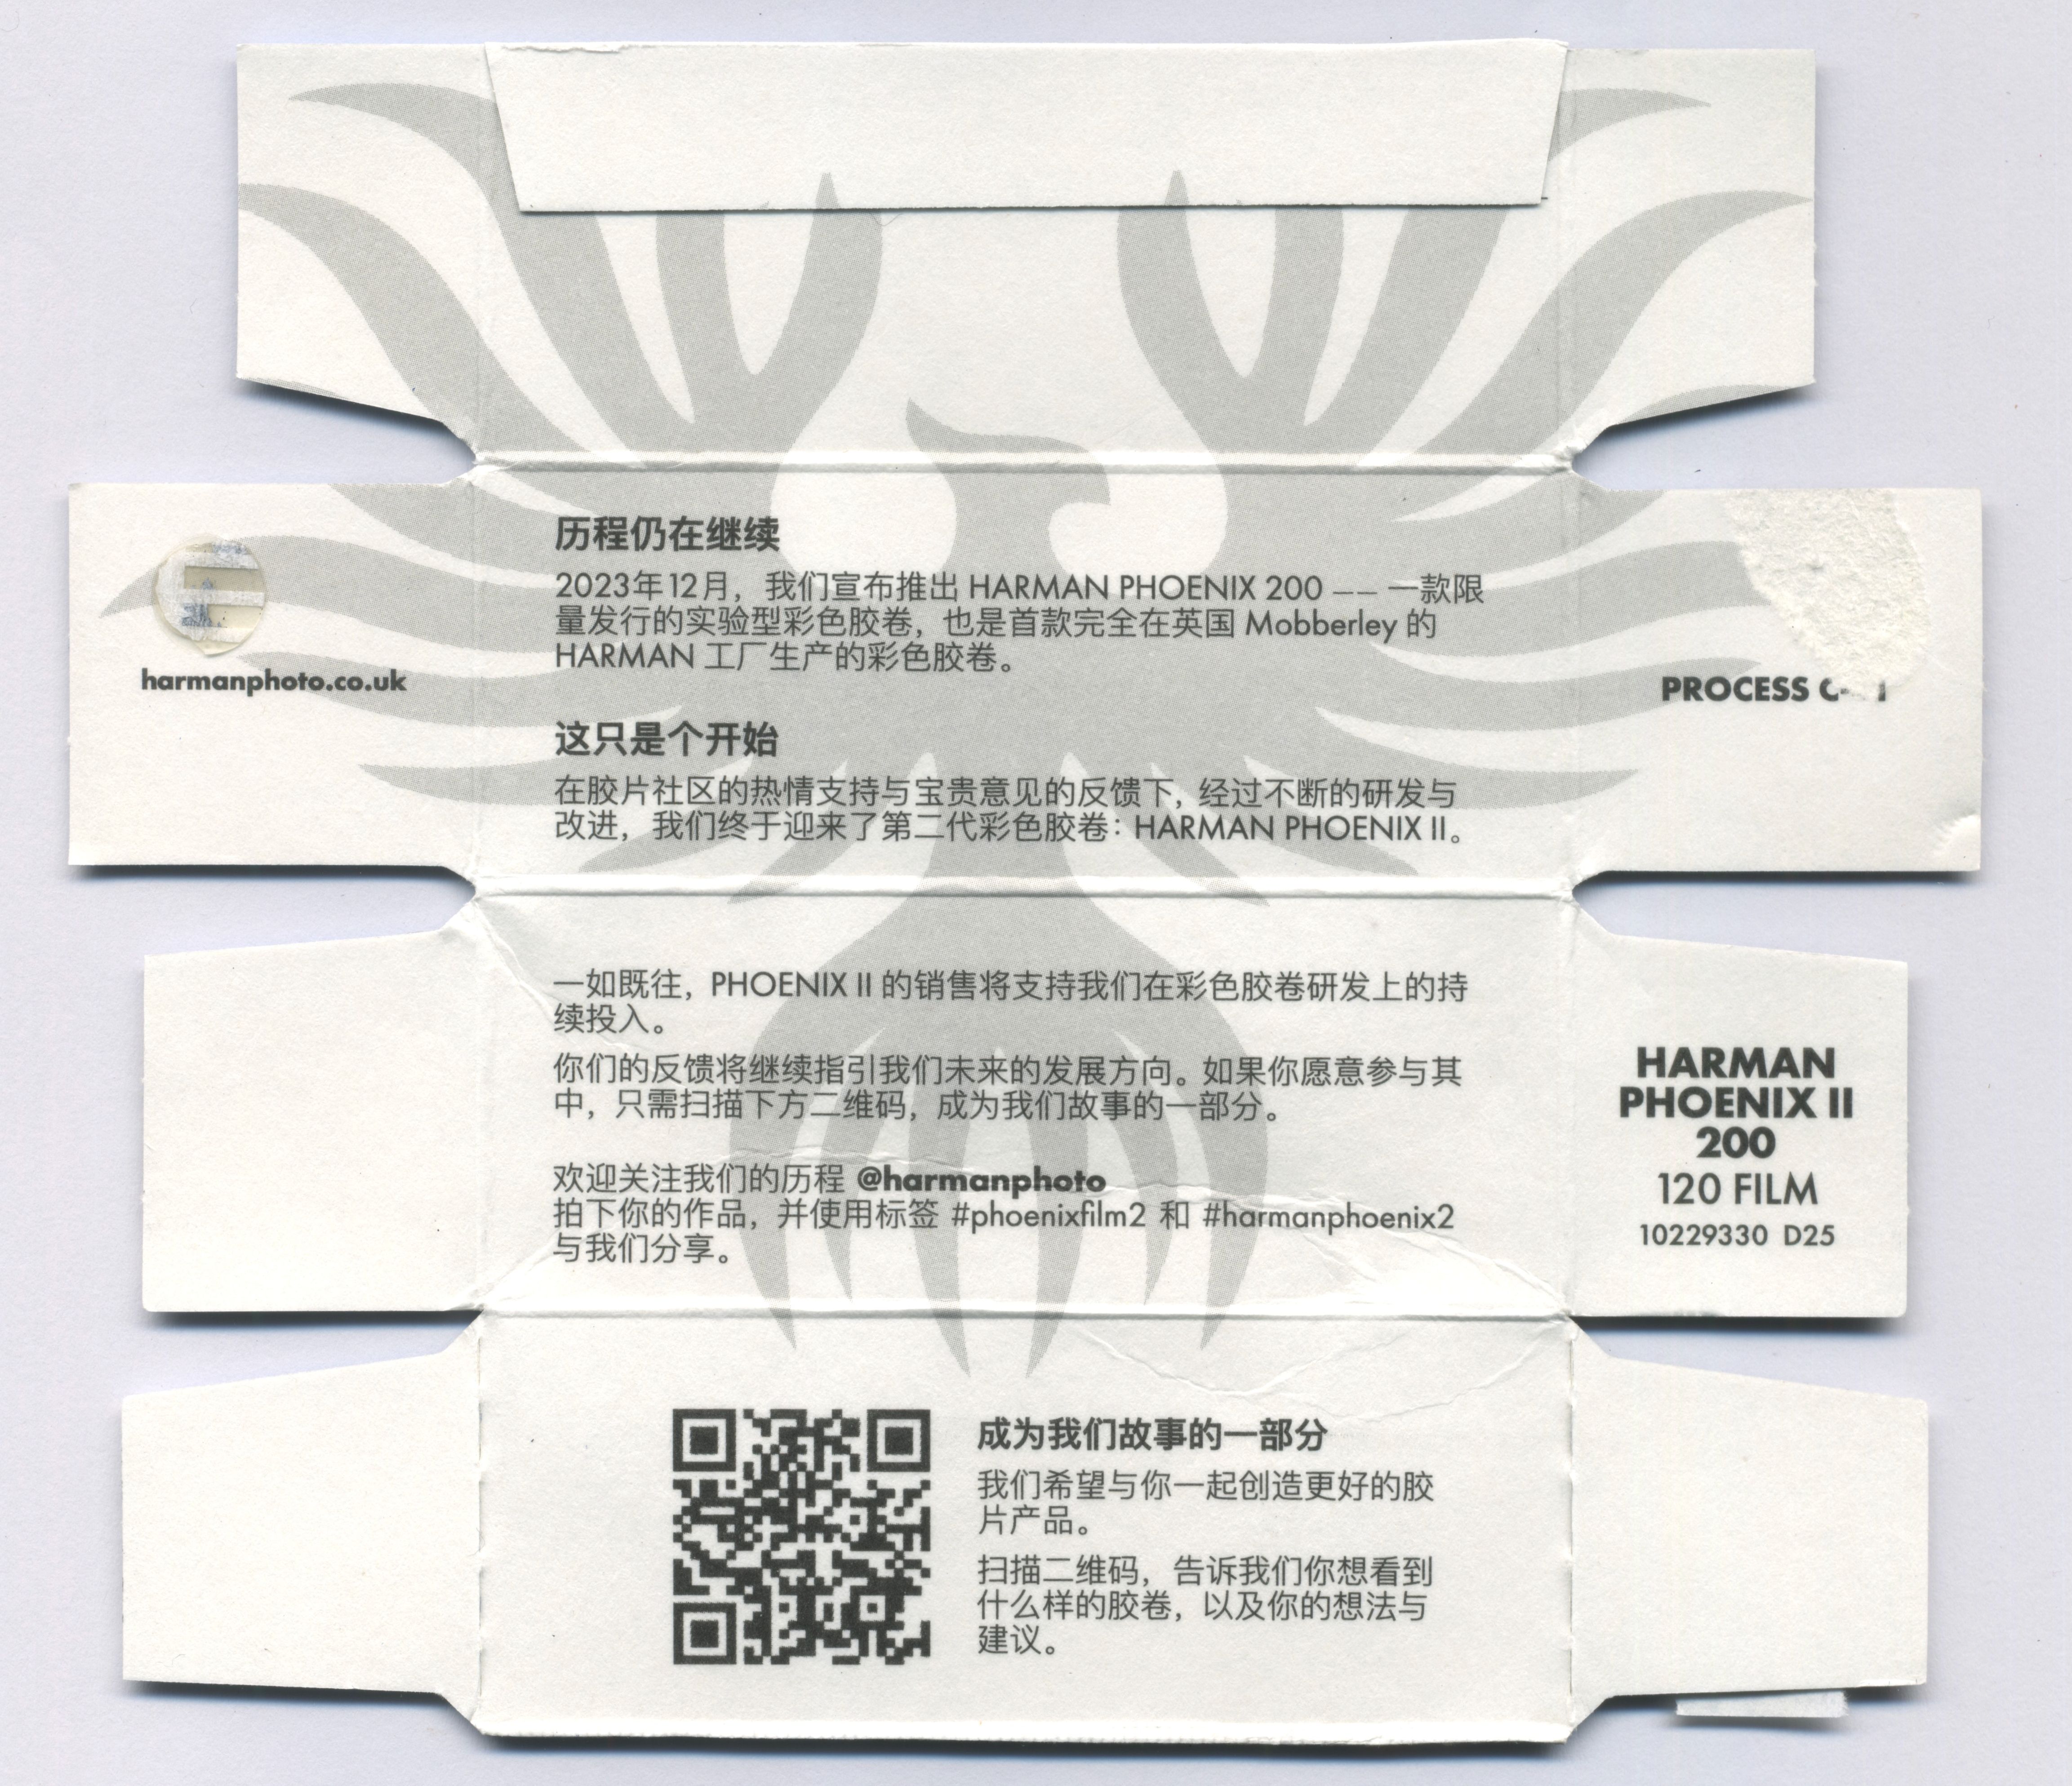 历程仍在继续
2023年12月，我们宣布推出 HARMAN PHOENIX 200 —— 一款限
量发行的实验型彩色胶卷，也是首款完全在英国 Mobberley 的
HARMAN 工厂生产的彩色胶卷。
harmanphoto.co.uk
PROCESS
这只是个开始
在胶片社区的热情支持与宝贵意见的反馈下，经过不断的研发与
改进，我们终于迎来了第二代彩色胶卷：HARMAN PHOENIX II。
一如既往，PHOENIX II 的销售将支持我们在彩色胶卷研发上的持
续投入。
你们的反馈将继续指引我们未来的发展方向。如果你愿意参与其
中，只需扫描下方二维码，成为我们故事的一部分。
欢迎关注我们的历程 @harmanphoto
拍下你的作品，并使用标签 #phoenixfilm2 和 #harmanphoenix2
与我们分享。
HARMAN
PHOENIX II
200
120 FILM
10229330 D25
成为我们故事的一部分
我们希望与你一起创造更好的胶
片产品。
扫描二维码，告诉我们你想看到
什么样的胶卷，以及你的想法与
建议。